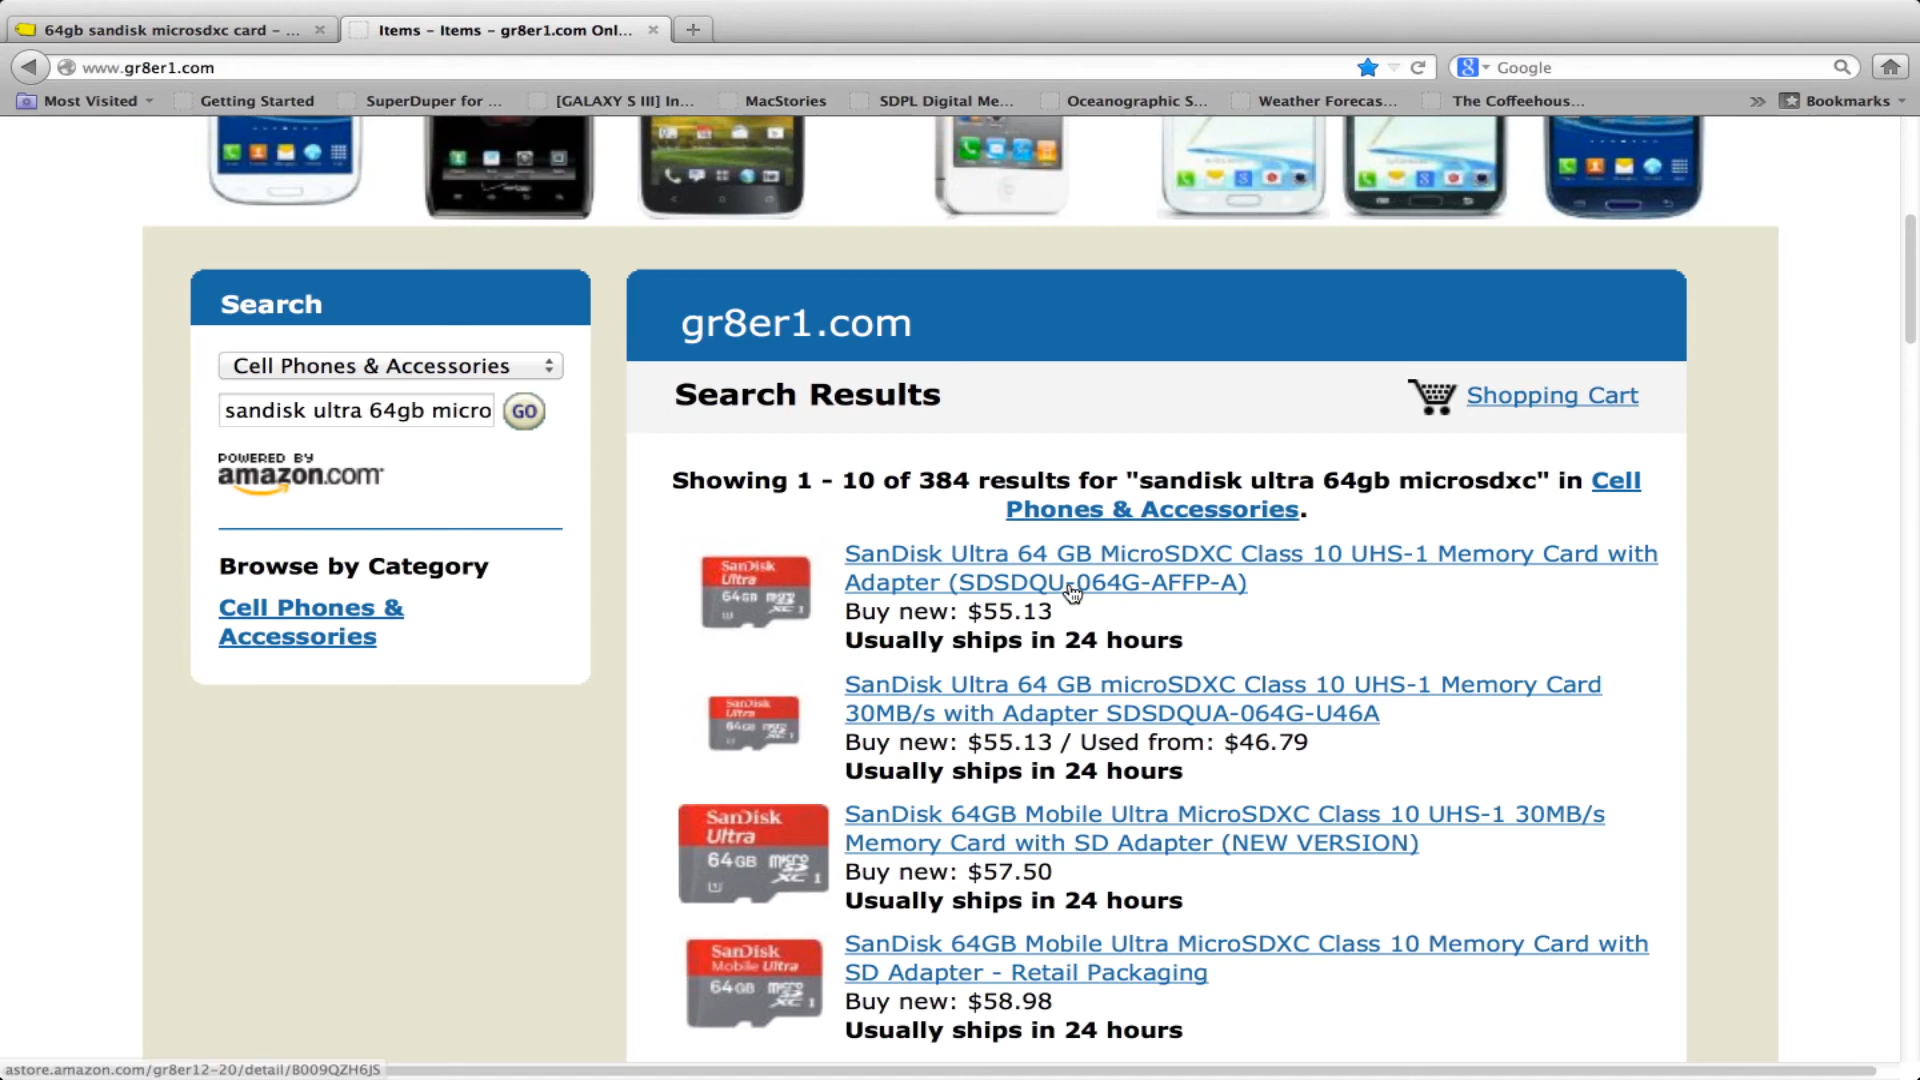 64gb sandisk microsdxc card - ...
Items - Items - gr8er1.com Onl...
www.gr8er1.com
Google
Most Visited
Getting Started
SuperDuper for ...
[GALAXY S III] In...
MacStories
SDPL Digital Me...
Oceanographic S...
Weather Forecas...
The Coffeehous...
Bookmarks
Search
Cell Phones & Accessories
sandisk ultra 64gb micro
GO
POWERED BY
amazon.com
Browse by Category
Cell Phones &
Accessories
gr8er1.com
Search Results
Shopping Cart
Showing 1 - 10 of 384 results for "sandisk ultra 64gb microsdxc" in Cell
Phones & Accessories.
SanDisk
Ultra
64GB micro
XC I
SanDisk Ultra 64 GB MicroSDXC Class 10 UHS-1 Memory Card with
Adapter (SDSDQU-064G-AFFP-A)
Buy new: $55.13
Usually ships in 24 hours
SanDisk
Ultra
64GB micro
SanDisk Ultra 64 GB microSDXC Class 10 UHS-1 Memory Card
30MB/s with Adapter SDSDQUA-064G-U46A
Buy new: $55.13 / Used from: $46.79
Usually ships in 24 hours
SanDisk
Ultra
64GB micro
XC I
SanDisk 64GB Mobile Ultra MicroSDXC Class 10 UHS-1 30MB/s
Memory Card with SD Adapter (NEW VERSION)
Buy new: $57.50
Usually ships in 24 hours
SanDisk
Mobile Ultra
64GB micro
XC I
SanDisk 64GB Mobile Ultra MicroSDXC Class 10 Memory Card with
SD Adapter - Retail Packaging
Buy new: $58.98
Usually ships in 24 hours
astore.amazon.com/gr8er12-20/detail/B009QZH6JS